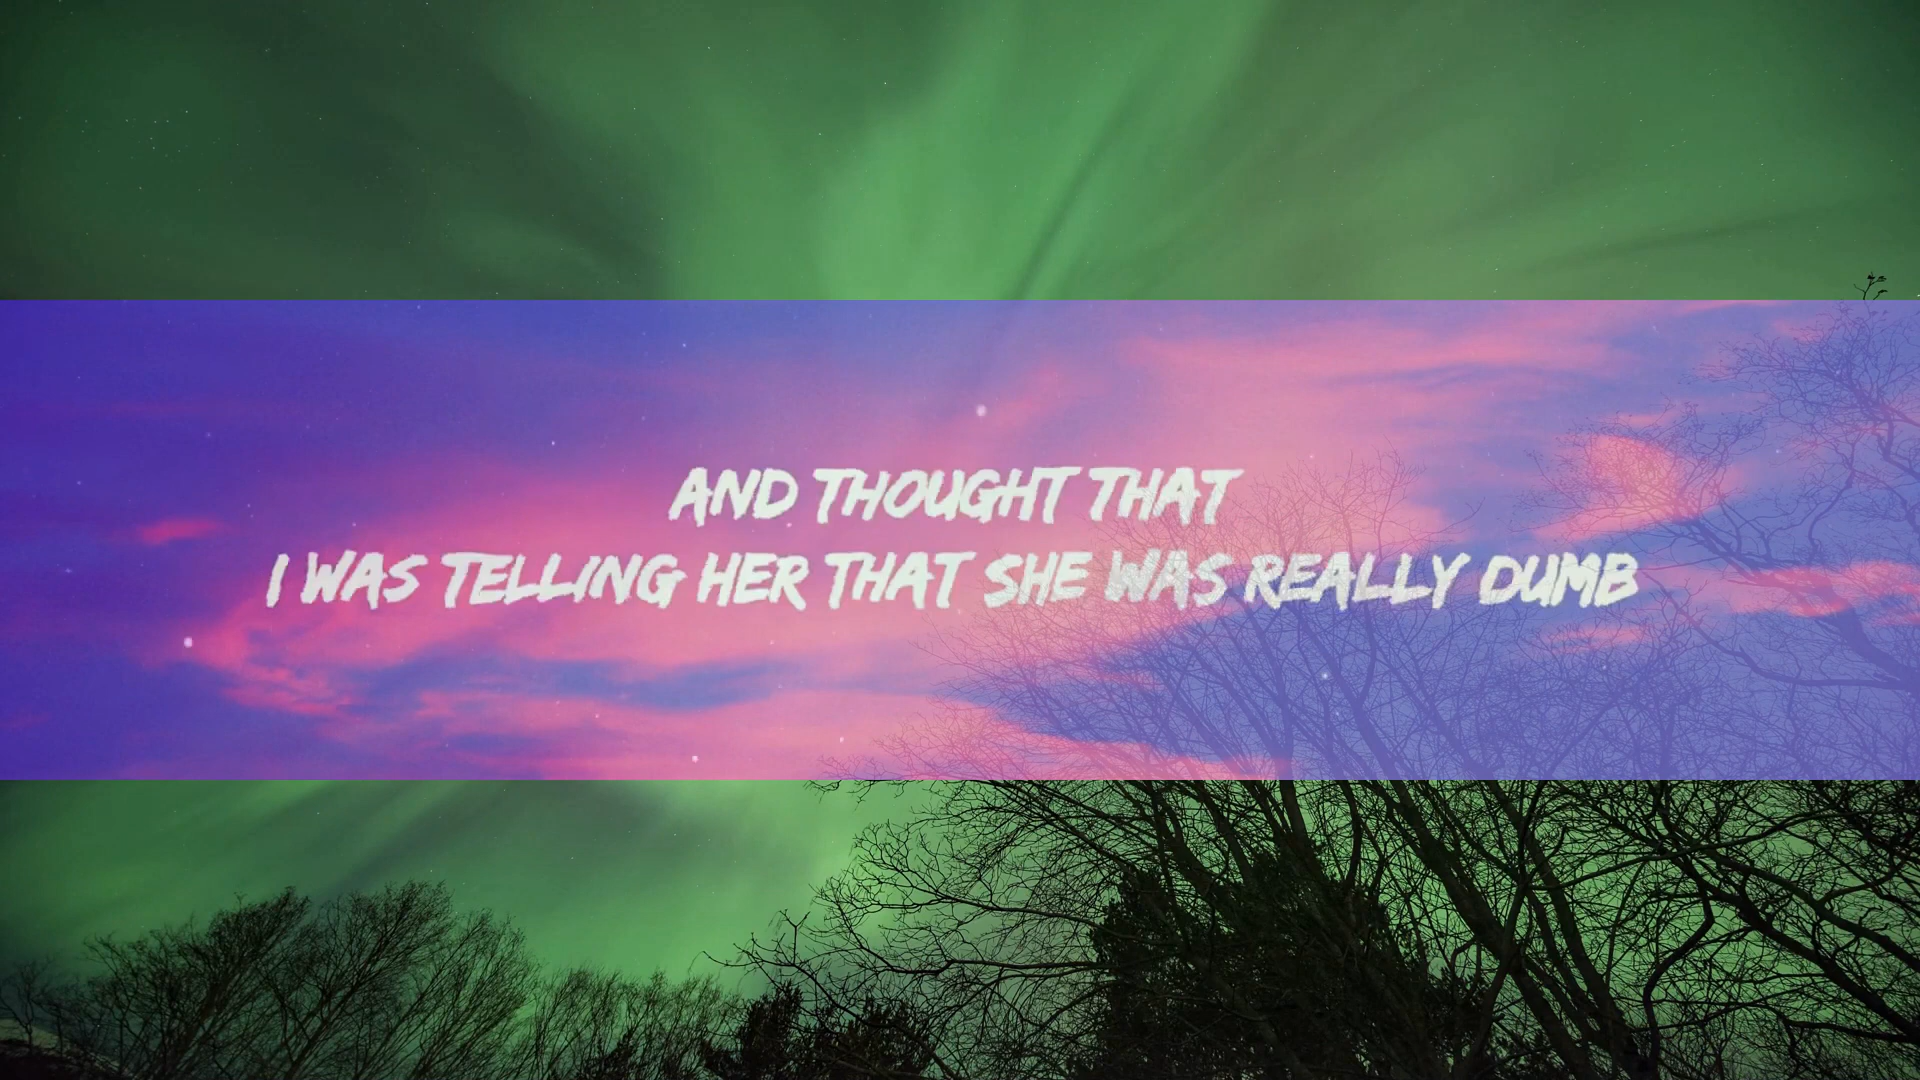 AND THOUGHT THAT
I WAS TELLING HER THAT SHE WAS REALLY DUMB